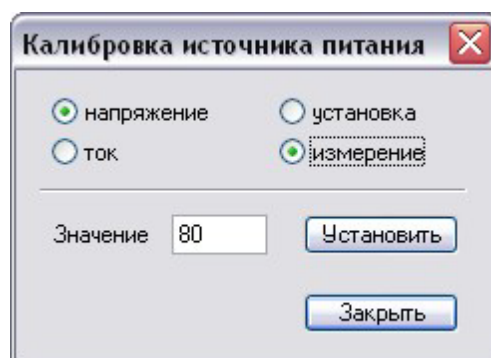 Калибровка источника питания
напряжение установка
ток измерение
Значение 80 Установить
Закрыть